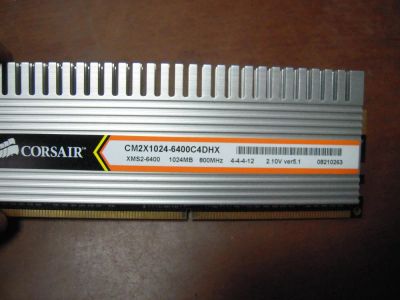 CORSAIR
CM2X1024-6400C4DHX
XMS2-6400 1024MB 800MHz 4-4-4-12 2.10V ver5.1 08210263